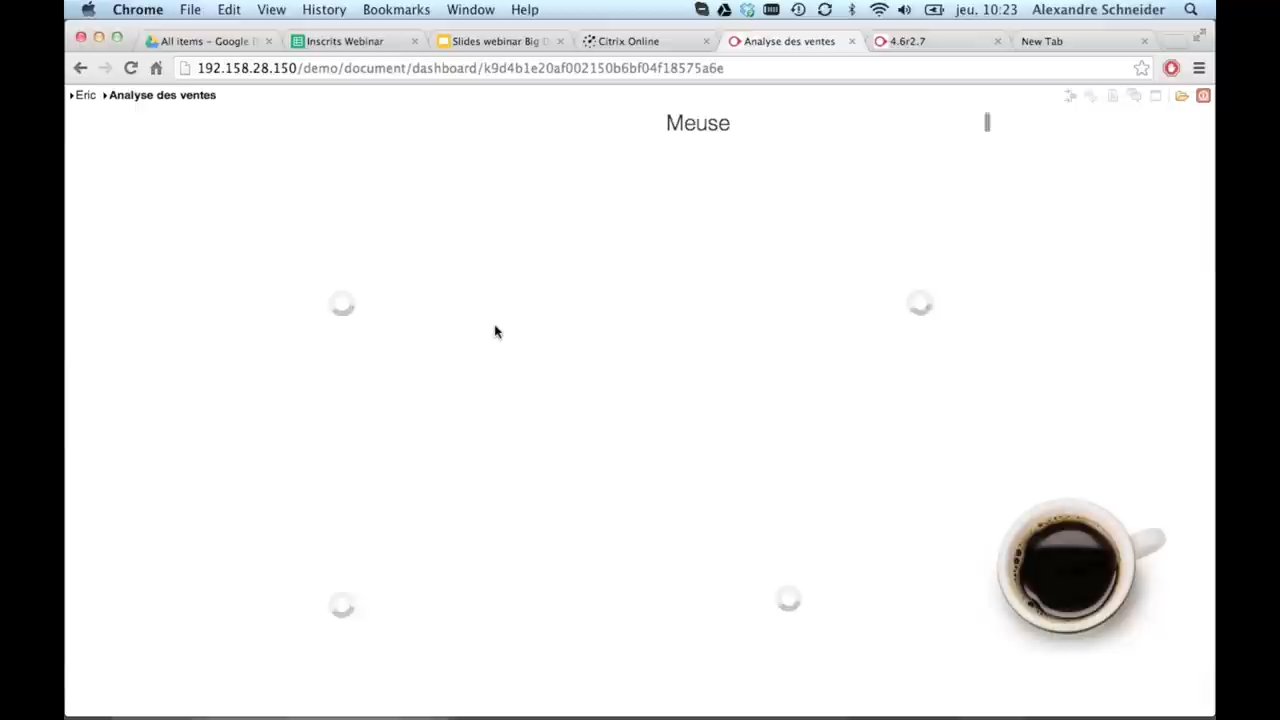 Chrome File Edit View History Bookmarks Window Help jeu. 10:23 Alexandre Schneider
All items – Google Inscrits Webinar Slides webinar Big Citrix Online Analyse des ventes 4.6r2.7 New Tab
192.158.28.150/demo/document/dashboard/k9d4b1e20af002150b6bf04f18575a6e
Eric Analyse des ventes
Meuse